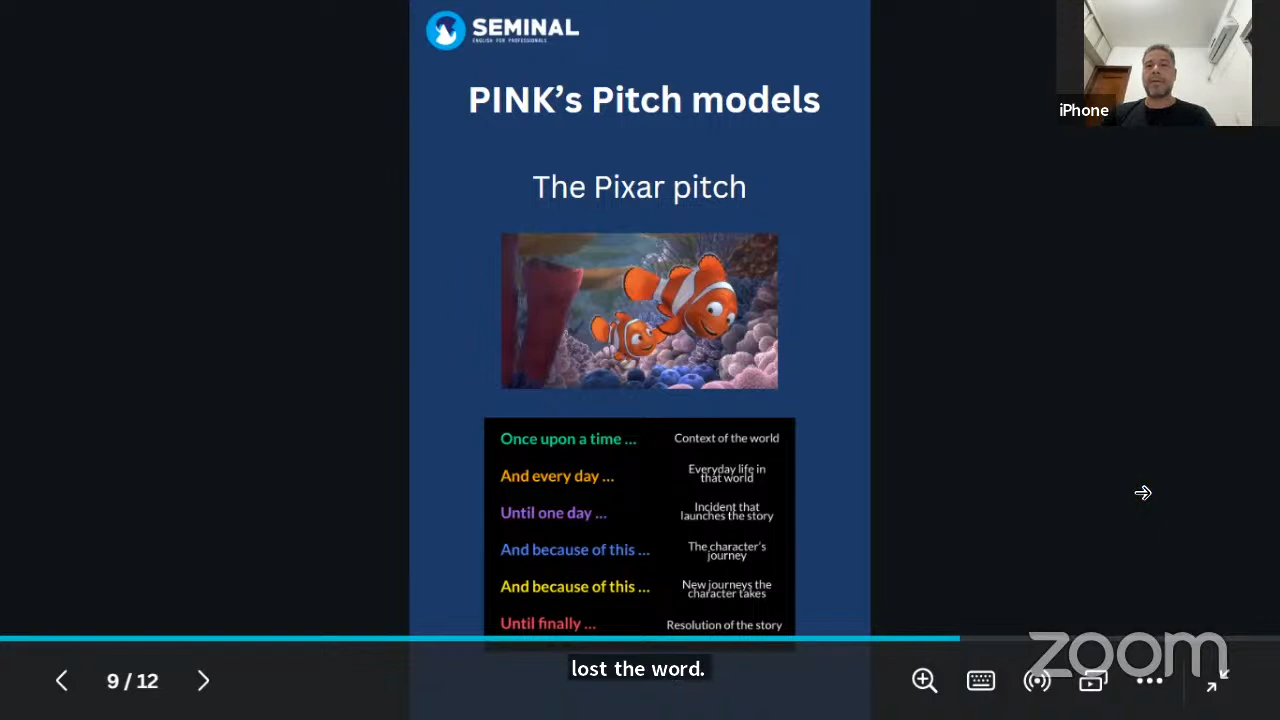 SEMINAL
ENGLISH FOR PROFESSIONALS
PINK's Pitch models
iPhone
The Pixar pitch
Once upon a time ... Context of the world
And every day ... Everyday life in
that world
Until one day ... Incident that
launches the story
And because of this ... The character's
journey
And because of this ... New journeys the
character takes
Until finally ... Resolution of the story
lost the word.
9 / 12
zoom